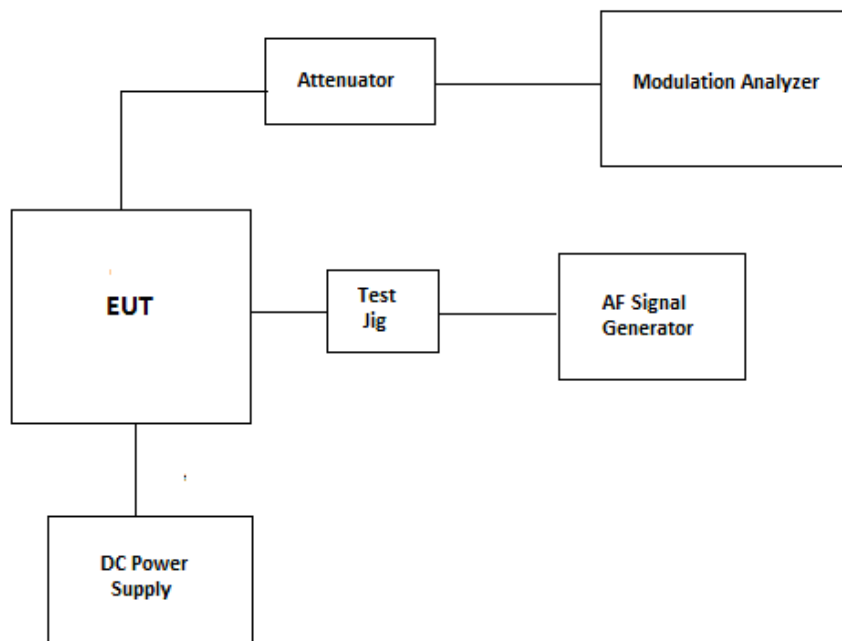 Attenuator
Modulation Analyzer
EUT
Test
Jig
AF Signal
Generator
DC Power
Supply